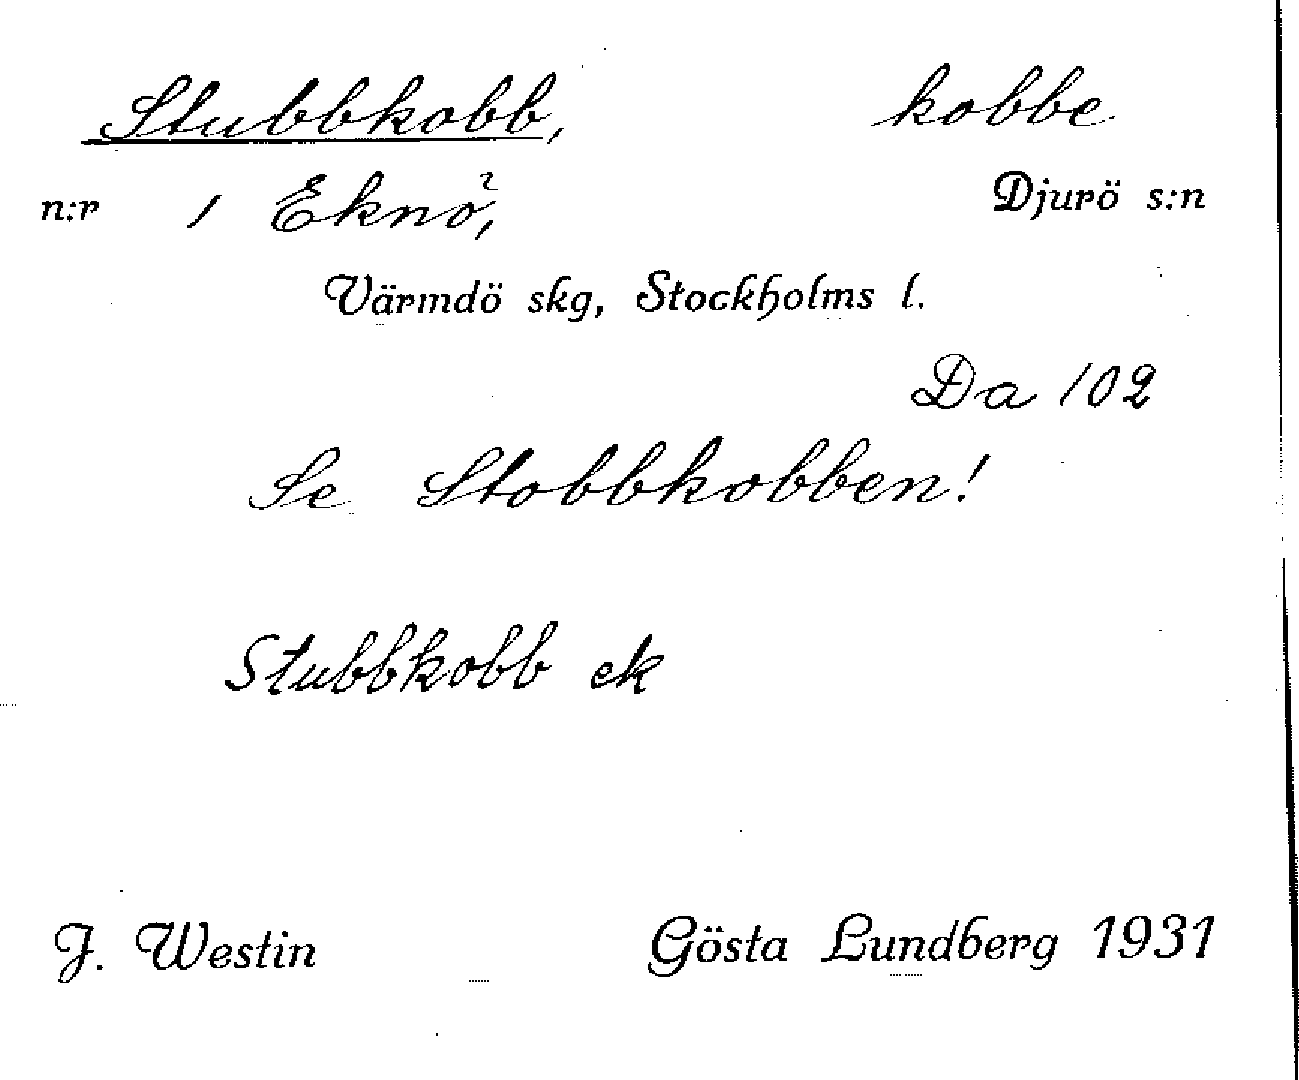 Stubbkobb, kobbe
n:r 1 Eknö, Djurö s:n
Värmdö skg, Stockholms l.
Da 102
Se Stobbkobben!
Stubbkobb ek
J. Westin Gösta Lundberg 1931